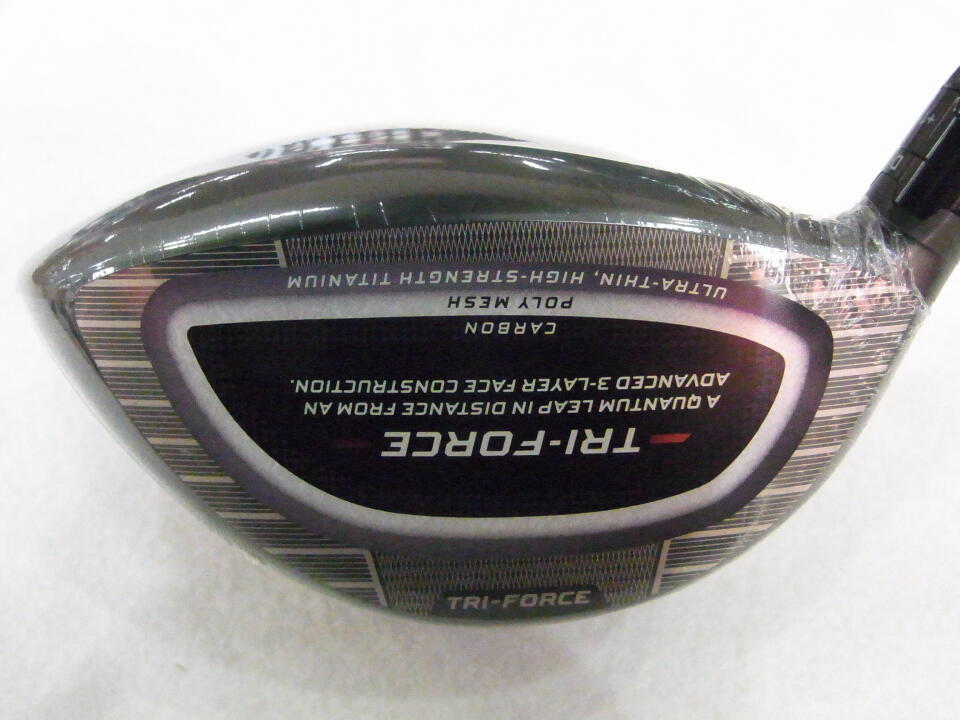 TRI-FORCE
A QUANTUM LEAP IN DISTANCE FROM AN
ADVANCED 3-LAYER FACE CONSTRUCTION.
CARBON
POLY MESH
ULTRA-THIN, HIGH-STRENGTH TITANIUM
TRI-FORCE